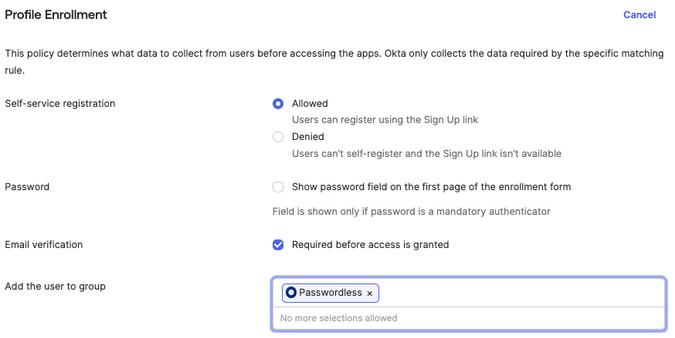 Profile Enrollment
Cancel
This policy determines what data to collect from users before accessing the apps. Okta only collects the data required by the specific matching
rule.
Self-service registration
Allowed
Users can register using the Sign Up link
Denied
Users can't self-register and the Sign Up link isn't available
Password
Show password field on the first page of the enrollment form
Field is shown only if password is a mandatory authenticator
Email verification
Required before access is granted
Add the user to group
Passwordless ×
No more selections allowed